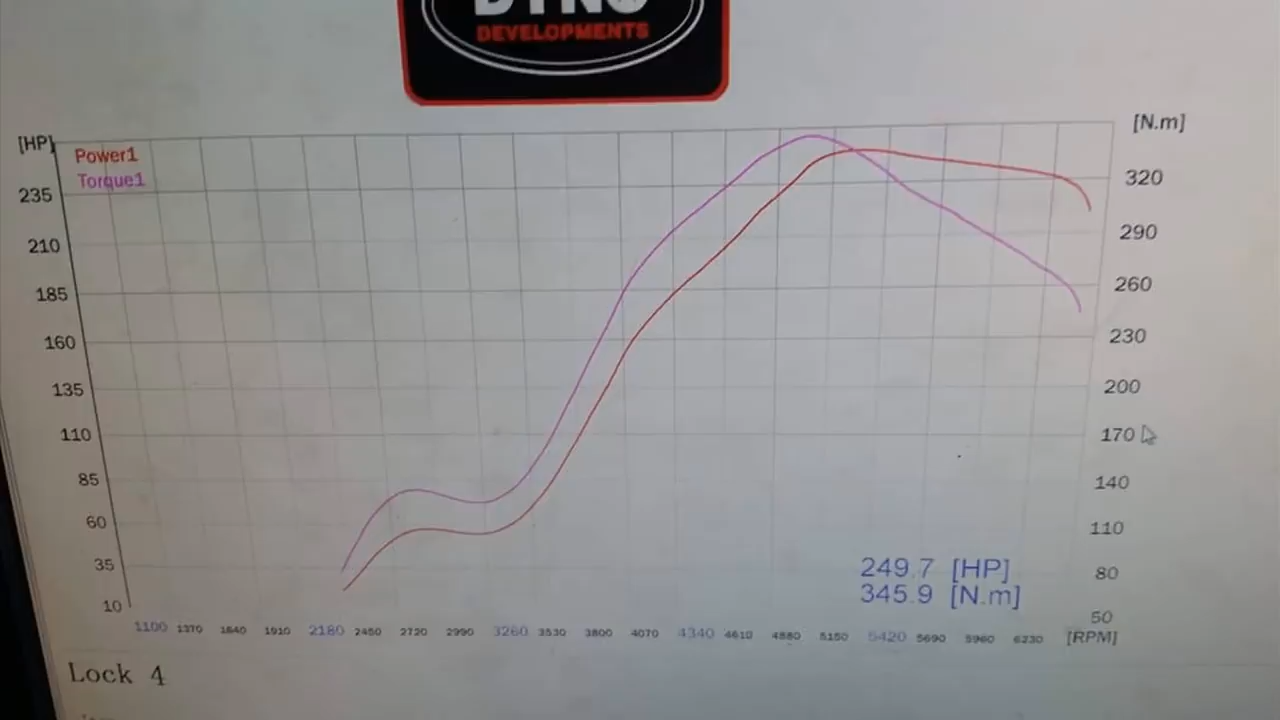 DYNO
DEVELOPMENTS
[HP]
[N.m]
Power1
Torque1
235
210
185
160
135
110
85
60
35
10
320
290
260
230
200
170
140
110
80
50
249.7 [HP]
345.9 [N.m]
1100 1370 1640 1910 2180 2450 2720 2990 3260 3530 3800 4070 4340 4610 4880 5150 5420 5690 5960 6230 [RPM]
Lock 4